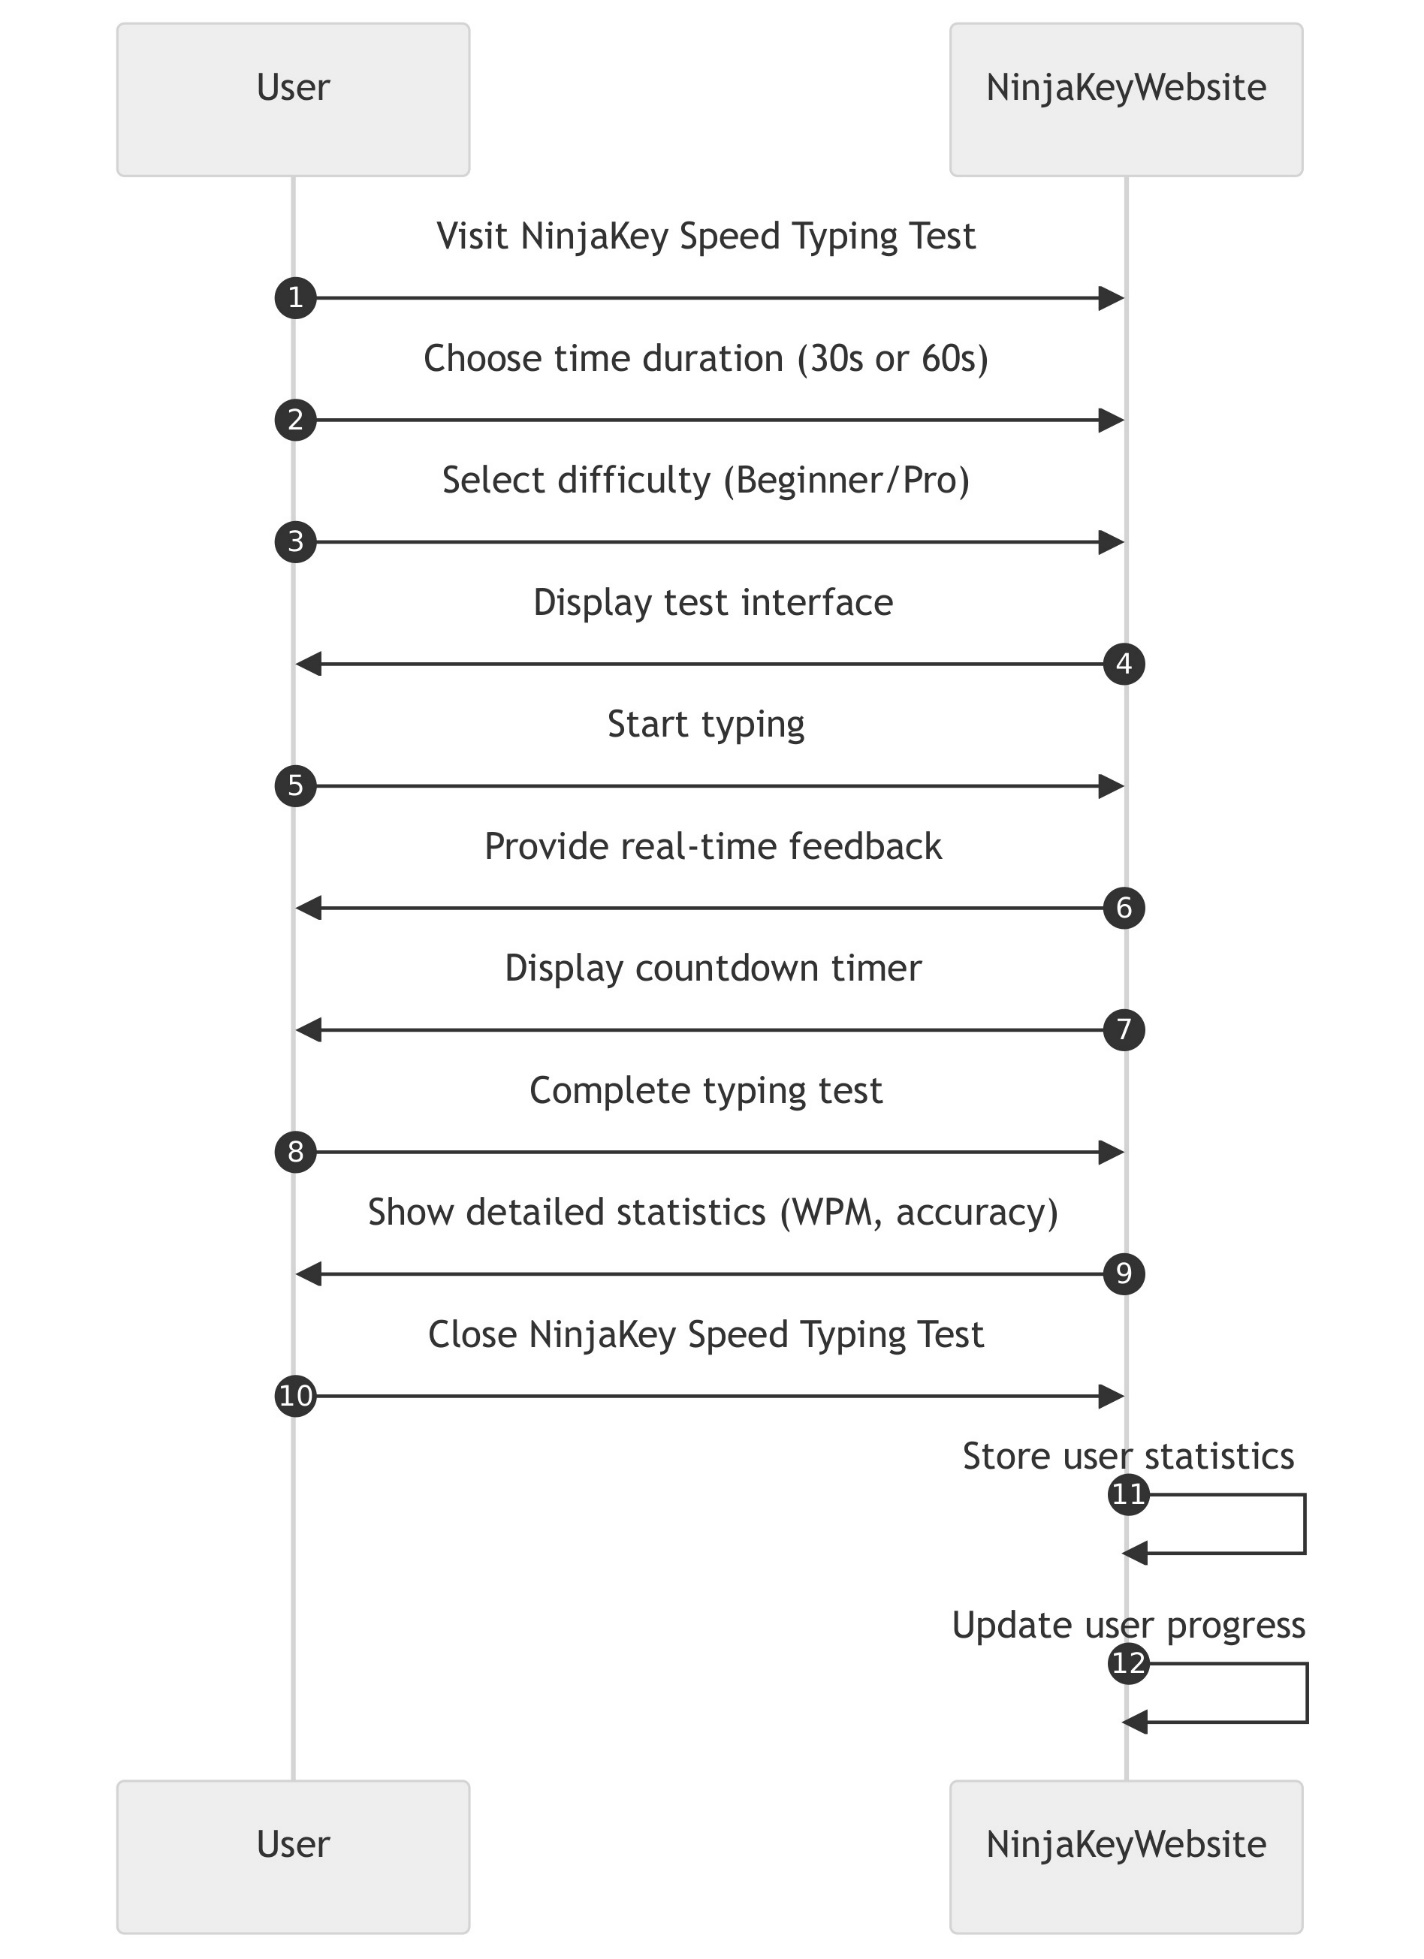 User
NinjaKeyWebsite
Visit NinjaKey Speed Typing Test
1
Choose time duration (30s or 60s)
2
Select difficulty (Beginner/Pro)
3
Display test interface
4
Start typing
5
Provide real-time feedback
6
Display countdown timer
7
Complete typing test
8
Show detailed statistics (WPM, accuracy)
9
Close NinjaKey Speed Typing Test
10
Store user statistics
11
Update user progress
12
User
NinjaKeyWebsite